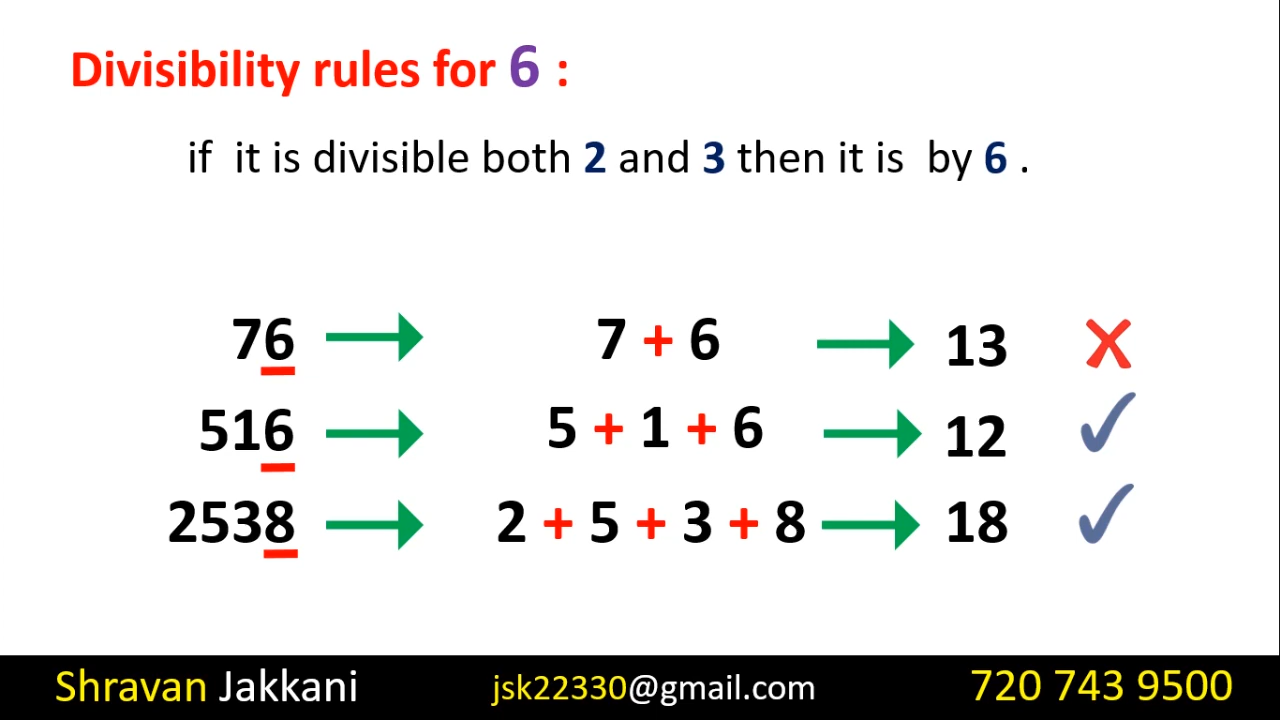 Divisibility rules for 6 :
if it is divisible both 2 and 3 then it is by 6 .
76 → 7 + 6 → 13 ✗
516 → 5 + 1 + 6 → 12 ✓
2538 → 2 + 5 + 3 + 8 → 18 ✓
Shravan Jakkani jsk22330@gmail.com 720 743 9500